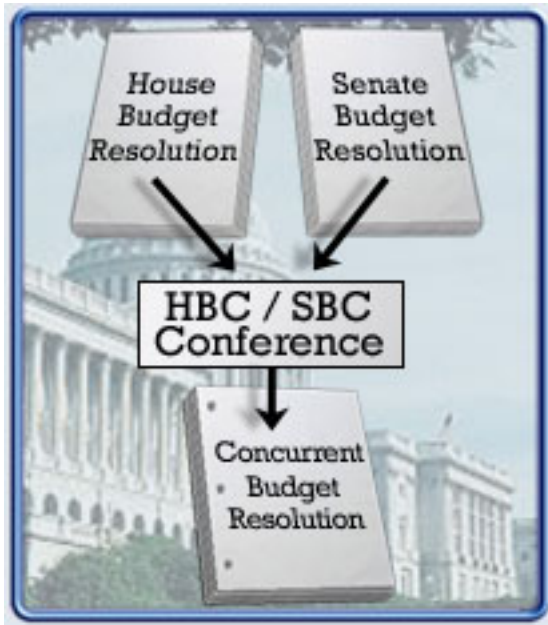 House
Budget
Resolution
Senate
Budget
Resolution
HBC / SBC
Conference
Concurrent
Budget
Resolution